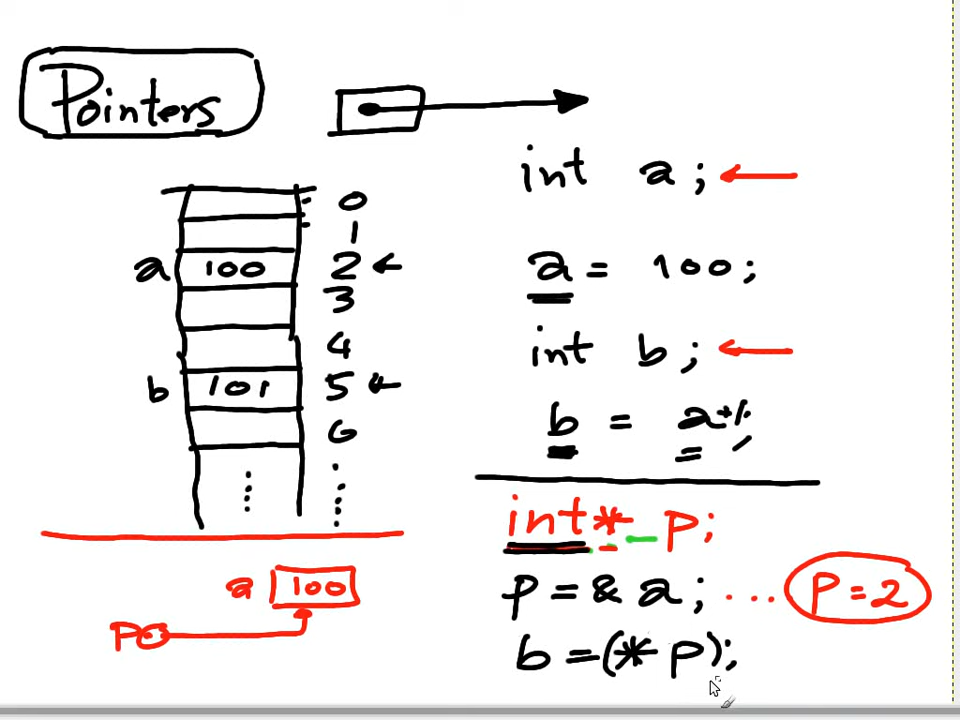 Pointers
int a;
a = 100;
int b;
b = a+1;
0
1
a 100 2
3
4
b 101 5
6
int* p;
p = & a; ... P=2
b = (* p);
a 100
P